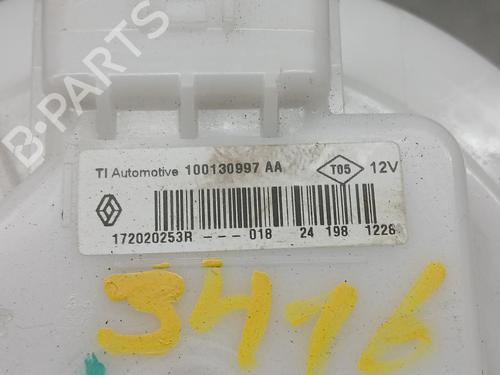 B-PARTS
TI Automotive 100130997 AA T05 12V
172020253R---018 24 198 1226
3416